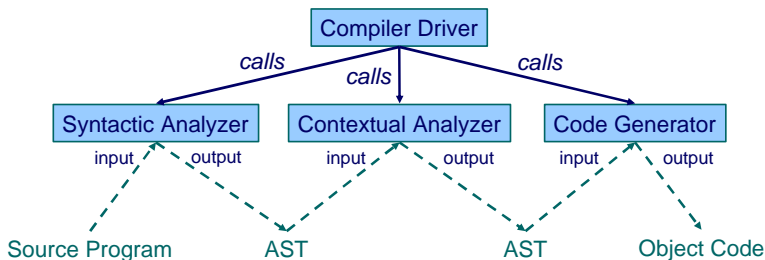 Compiler Driver
calls
calls
calls
Syntactic Analyzer
Contextual Analyzer
Code Generator
input
output
input
output
input
output
Source Program
AST
AST
Object Code